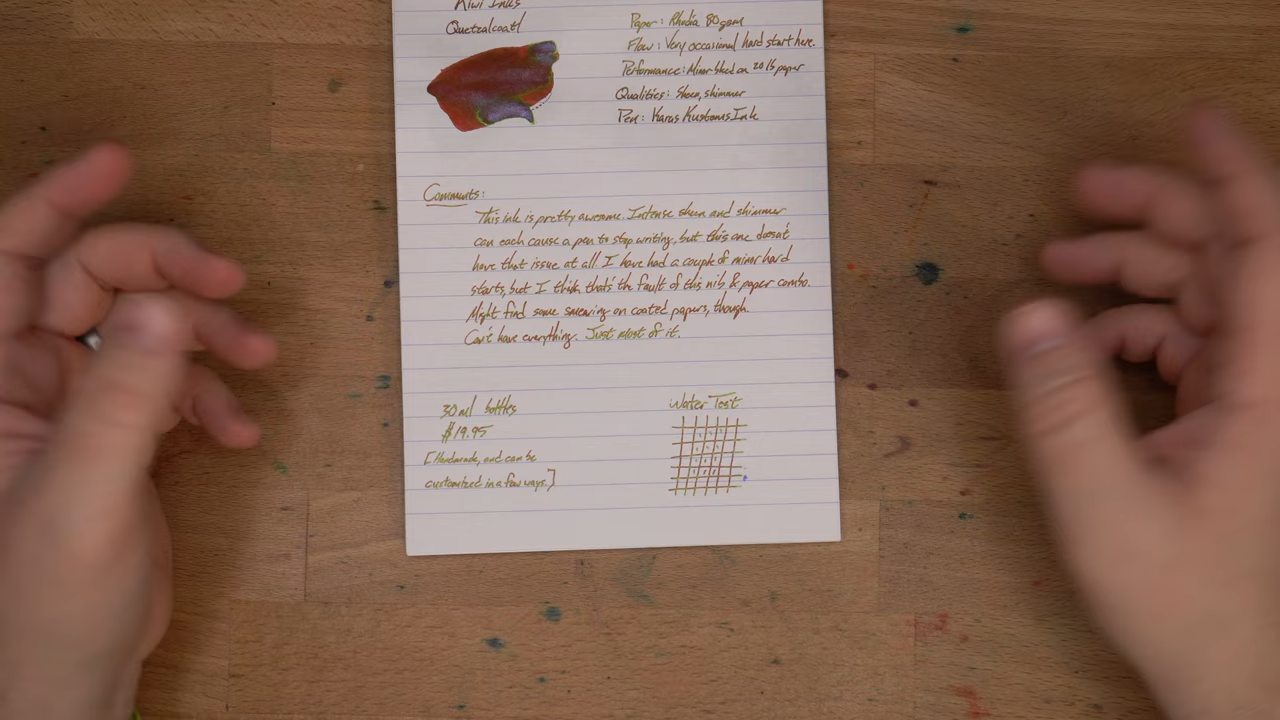 Kiwi Inks
Quetzalcoatl
Paper: Rhodia 80gsm
Flow: Very occasional hard start here.
Performance: Minor bleed on 20 lb paper
Qualities: Sheen, shimmer
Pen: Karas Kustoms Ink
Comments:
This ink is pretty awesome. Intense sheen and shimmer
can each cause a pen to stop writing, but this one doesn't
have that issue at all. I have had a couple of minor hard
starts, but I think that's the fault of this nib & paper combo.
Might find some smearing on coated papers, though.
Can't have everything. Just most of it.
30 ml bottles
$19.95
[Handmade, and can be
customized in a few ways.]
Water Test